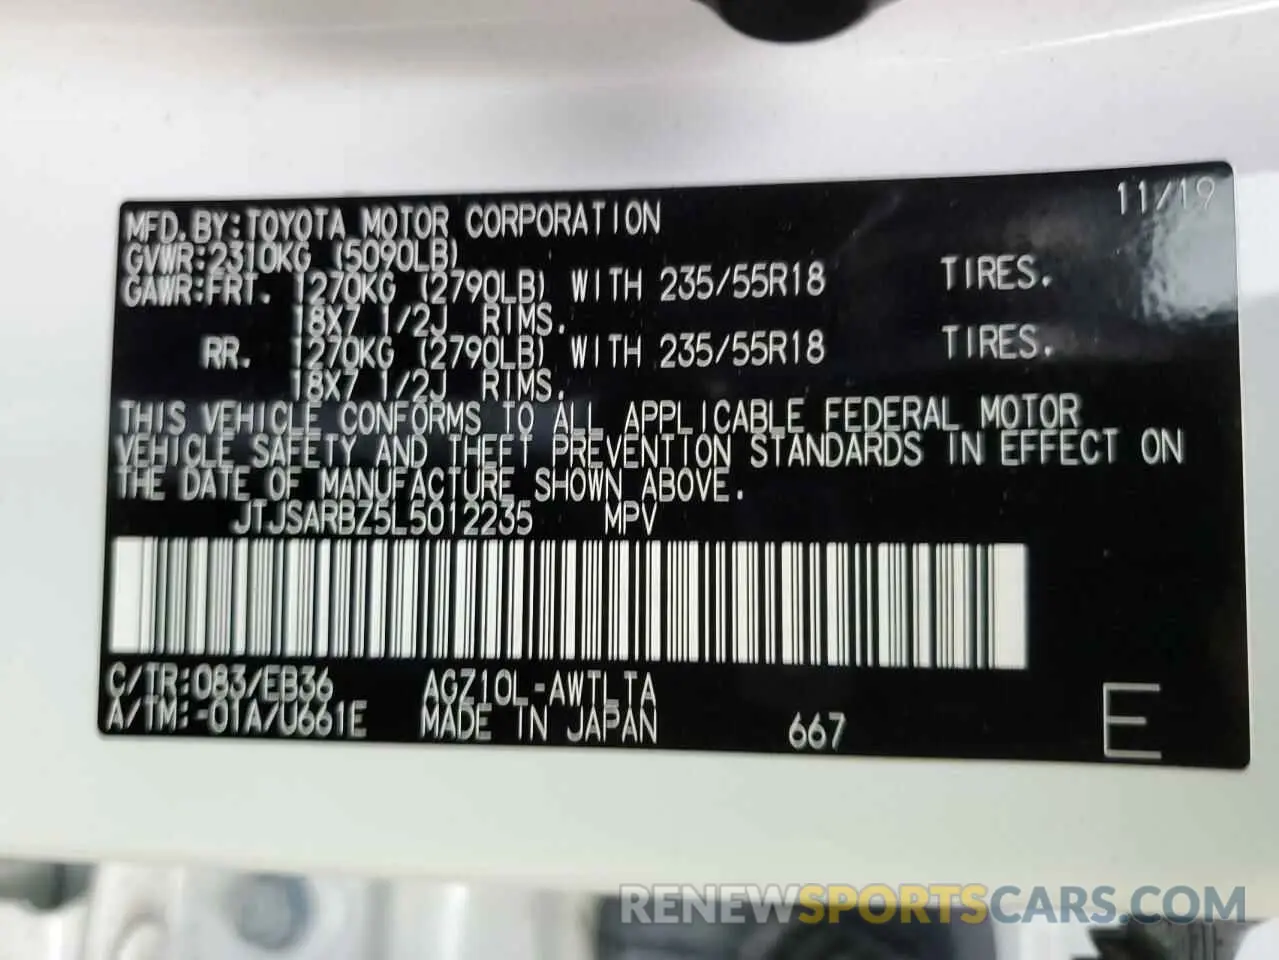 11/19
MFD. BY: TOYOTA MOTOR CORPORATION
GVWR: 2310KG (5090LB)
GAWR: FRT. 1270KG (2790LB) WITH 235/55R18 TIRES.
18X7 1/2J RIMS.
RR. 1270KG (2790LB) WITH 235/55R18 TIRES.
18X7 1/2J RIMS.
THIS VEHICLE CONFORMS TO ALL APPLICABLE FEDERAL MOTOR
VEHICLE SAFETY AND THEFT PREVENTION STANDARDS IN EFFECT ON
THE DATE OF MANUFACTURE SHOWN ABOVE.
JTJSARBZ5L5012235 MPV
C/TR: 083/EB36 AGZ10L-AWTLTA
A/TM: -01A/U661E MADE IN JAPAN 667 E
RENEWSPORTSCARS.COM